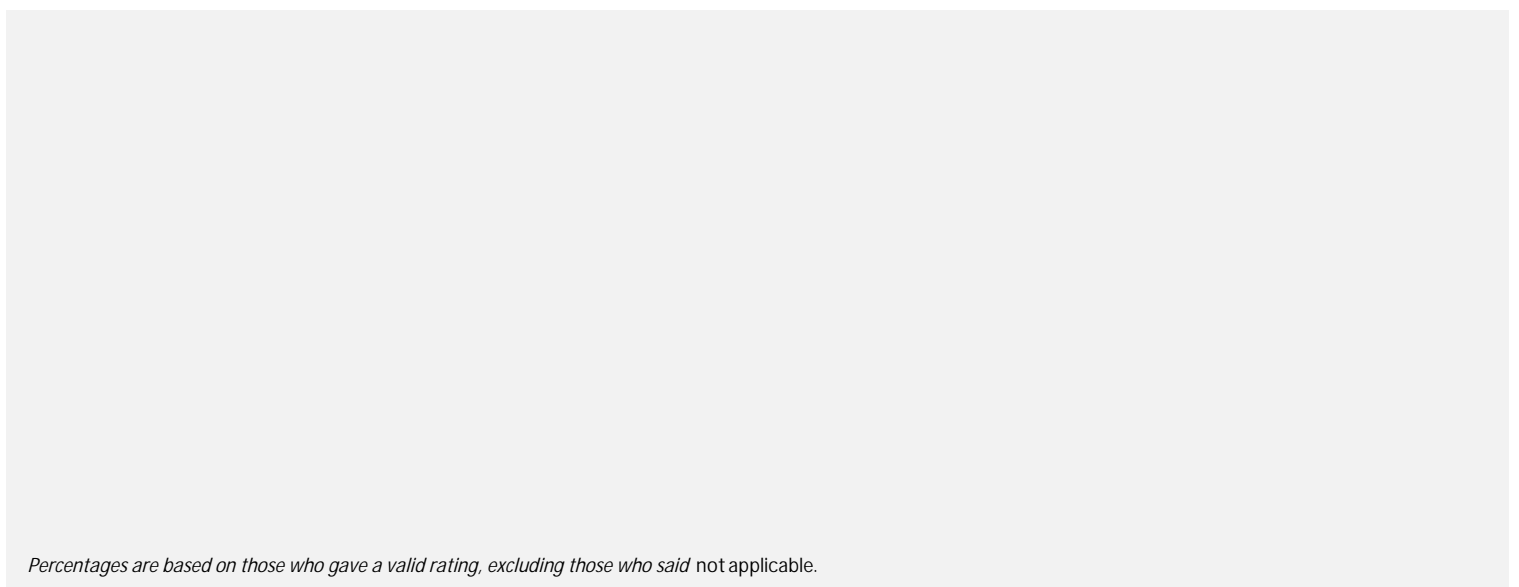 Percentages are based on those who gave a valid rating, excluding those who said not applicable.